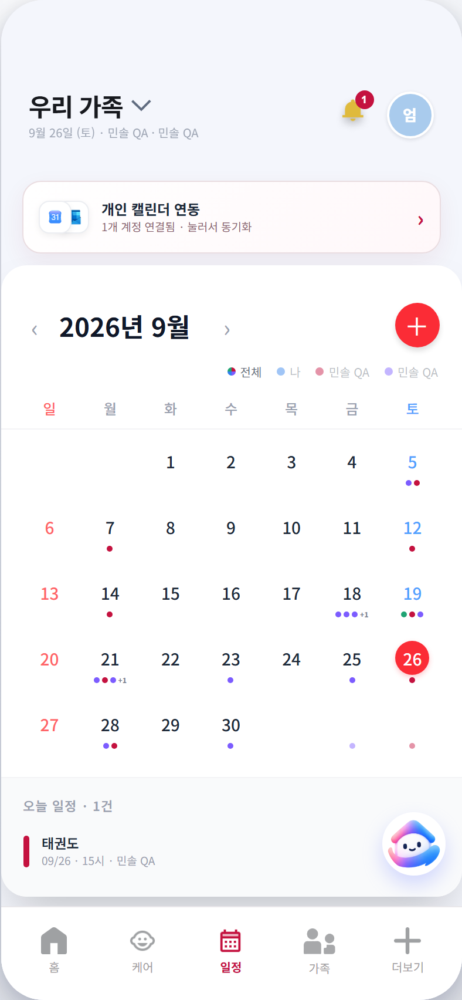 우리 가족
1
엄
9월 26일 (토) · 민솔 QA · 민솔 QA
31
개인 캘린더 연동
1개 계정 연결됨 · 눌러서 동기화
›
‹ 2026년 9월 › +
전체 나 민솔 QA 민솔 QA
일 월 화 수 목 금 토
1 2 3 4 5
6 7 8 9 10 11 12
13 14 15 16 17 18 19
+1
20 21 22 23 24 25 26
+1
27 28 29 30
오늘 일정 · 1건
태권도
09/26 · 15시 · 민솔 QA
홈 케어 일정 가족 더보기